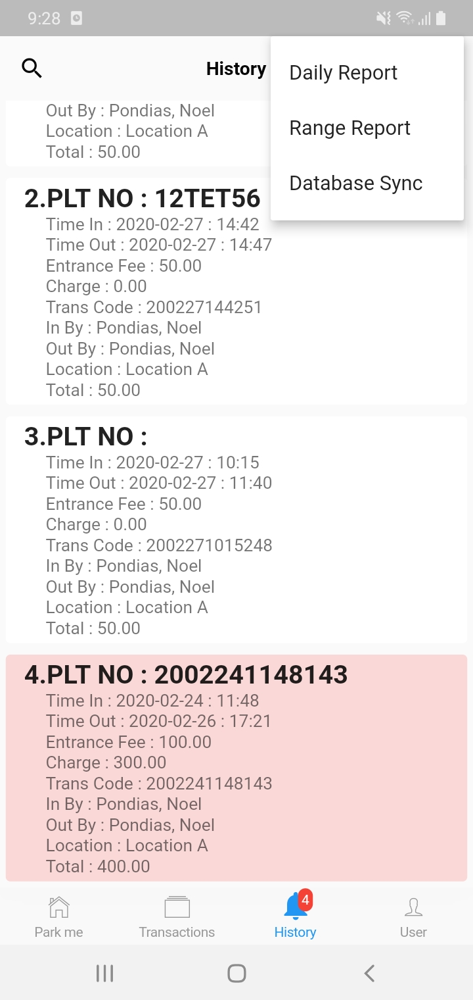 9:28
History
Daily Report
Range Report
Database Sync
Out By : Pondias, Noel
Location : Location A
Total : 50.00
2.PLT NO : 12TET56
Time In : 2020-02-27 : 14:42
Time Out : 2020-02-27 : 14:47
Entrance Fee : 50.00
Charge : 0.00
Trans Code : 200227144251
In By : Pondias, Noel
Out By : Pondias, Noel
Location : Location A
Total : 50.00
3.PLT NO :
Time In : 2020-02-27 : 10:15
Time Out : 2020-02-27 : 11:40
Entrance Fee : 50.00
Charge : 0.00
Trans Code : 2002271015248
In By : Pondias, Noel
Out By : Pondias, Noel
Location : Location A
Total : 50.00
4.PLT NO : 2002241148143
Time In : 2020-02-24 : 11:48
Time Out : 2020-02-26 : 17:21
Entrance Fee : 100.00
Charge : 300.00
Trans Code : 2002241148143
In By : Pondias, Noel
Out By : Pondias, Noel
Location : Location A
Total : 400.00
4
Park me
Transactions
History
User